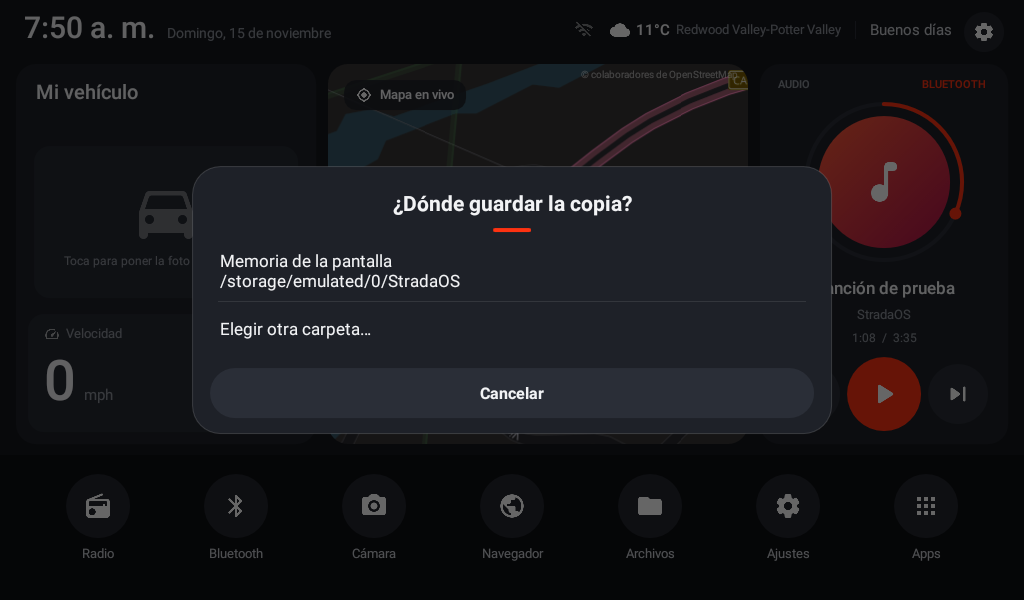 7:50 a. m.
Domingo, 15 de noviembre
11°C
Redwood Valley-Potter Valley
Buenos días
Mi vehículo
Toca para poner la foto
Velocidad
0 mph
© colaboradores de OpenStreetMap
CA
Mapa en vivo
AUDIO
BLUETOOTH
anción de prueba
StradaOS
1:08 / 3:35
¿Dónde guardar la copia?
Memoria de la pantalla
/storage/emulated/0/StradaOS
Elegir otra carpeta...
Cancelar
Radio
Bluetooth
Cámara
Navegador
Archivos
Ajustes
Apps